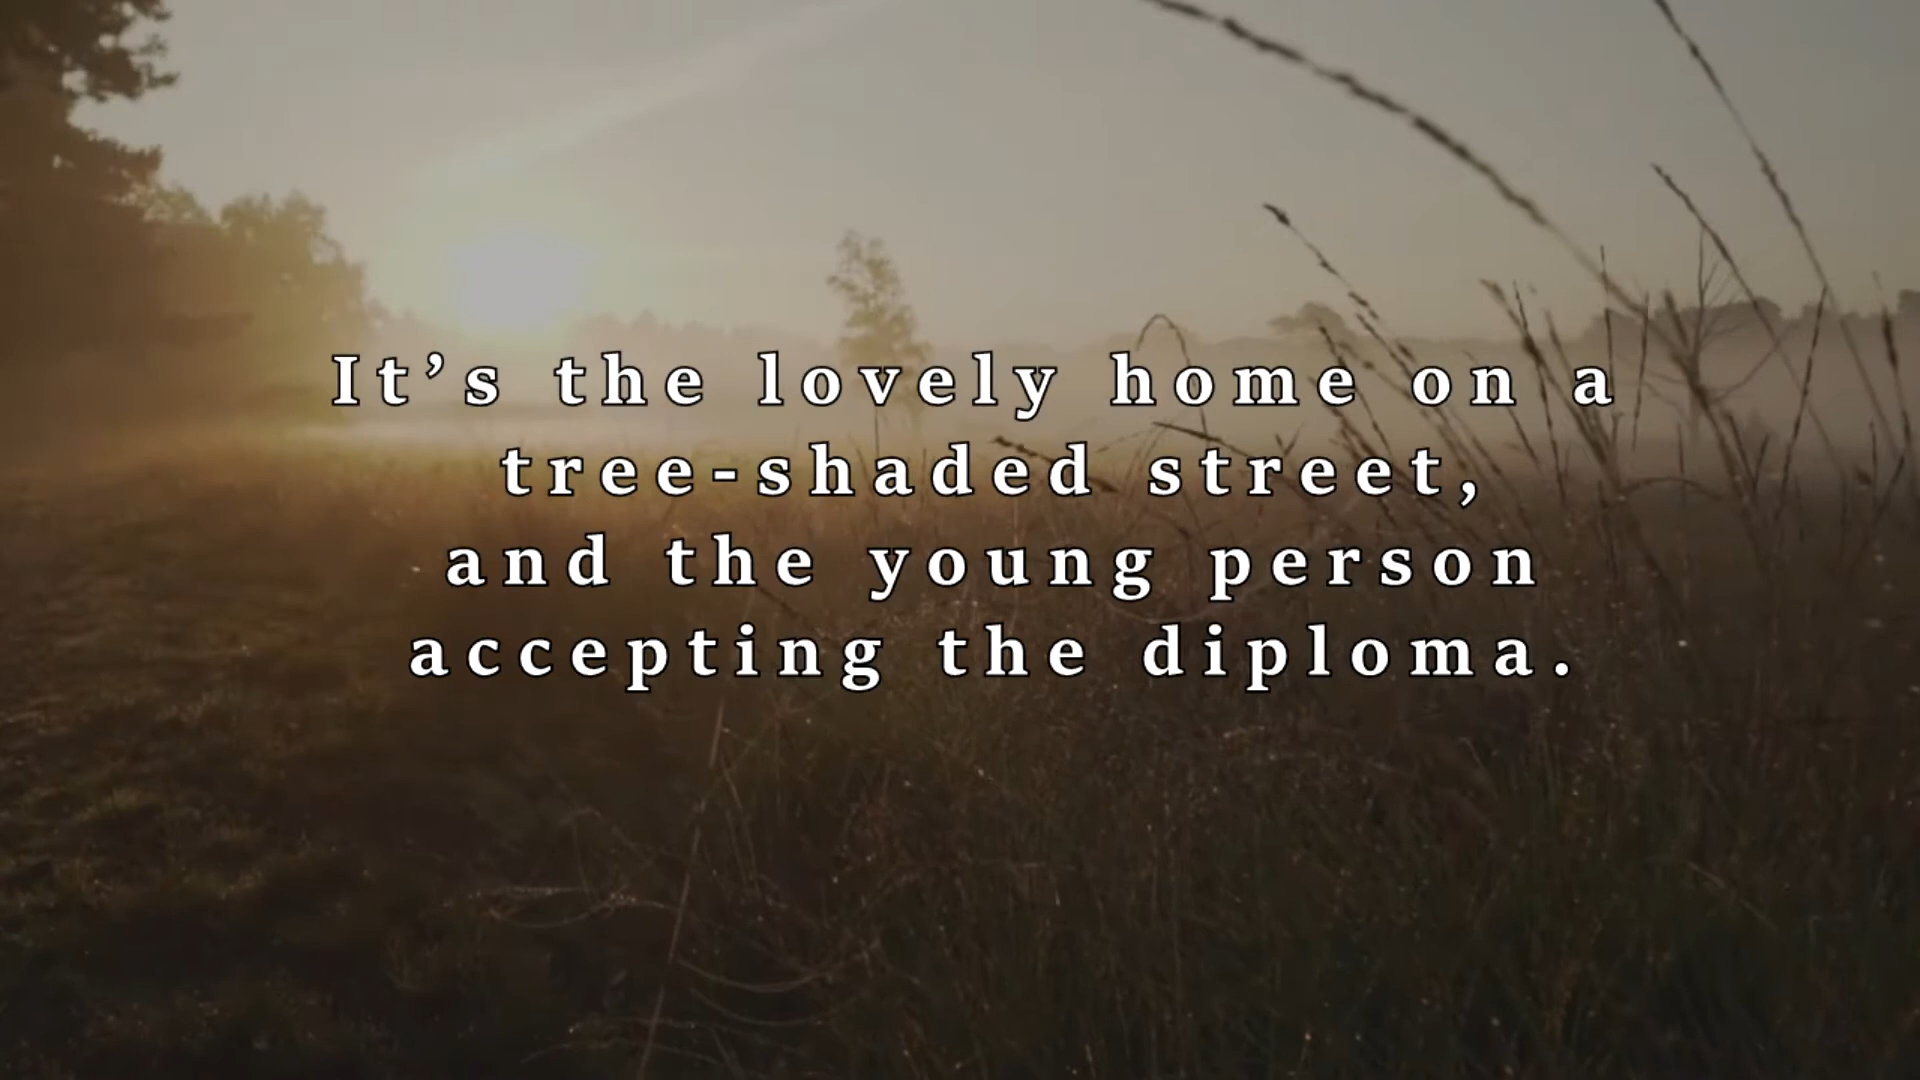 It’s the lovely home on a
tree-shaded street,
and the young person
accepting the diploma.